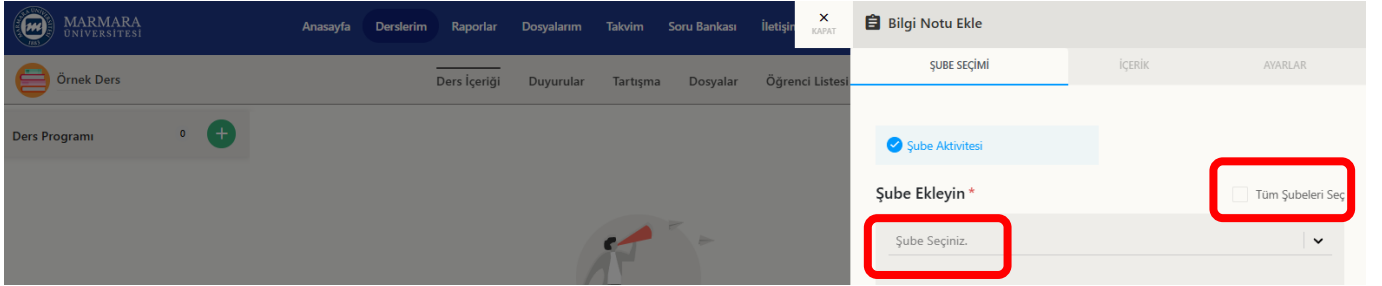 MARMARA
ÜNİVERSİTESİ
1883
Anasayfa Derslerim Raporlar Dosyalarım Takvim Soru Bankası İletişim
KAPAT
Bilgi Notu Ekle
Örnek Ders
Ders İçeriği Duyurular Tartışma Dosyalar Öğrenci Listesi
ŞUBE SEÇİMİ İÇERİK AYARLAR
Ders Programı 0
Şube Aktivitesi
Şube Ekleyin *
Tüm Şubeleri Seç
Şube Seçiniz.